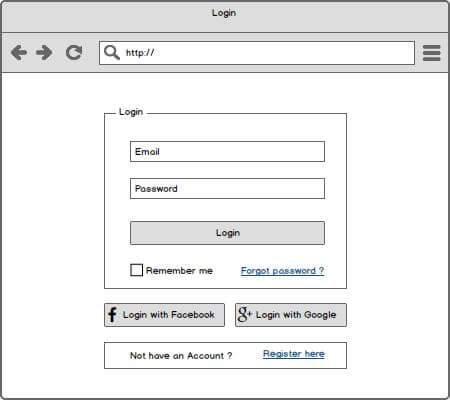 Login
http://
Login
Email
Password
Login
Remember me Forgot password ?
f Login with Facebook g+ Login with Google
Not have an Account ? Register here